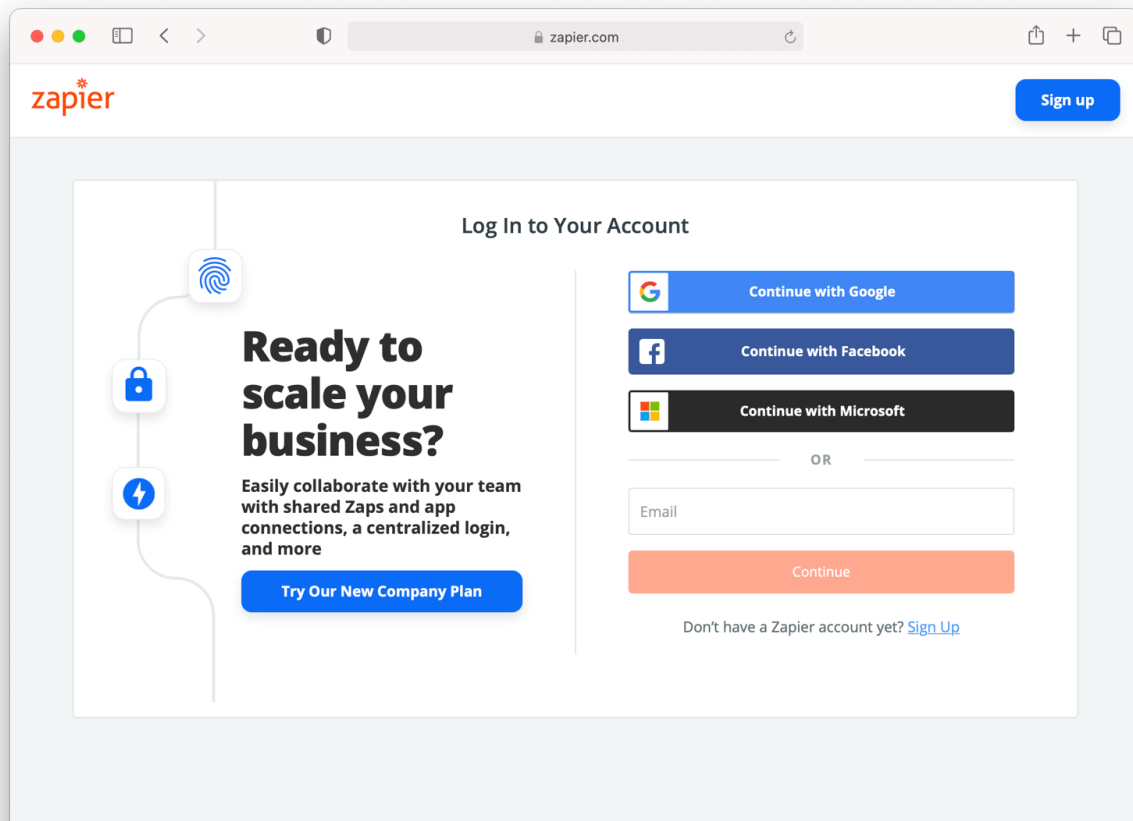 zapier.com
zapier
Sign up
Log In to Your Account
Ready to
scale your
business?
Easily collaborate with your team
with shared Zaps and app
connections, a centralized login,
and more
Try Our New Company Plan
Continue with Google
Continue with Facebook
Continue with Microsoft
OR
Email
Continue
Don’t have a Zapier account yet? Sign Up